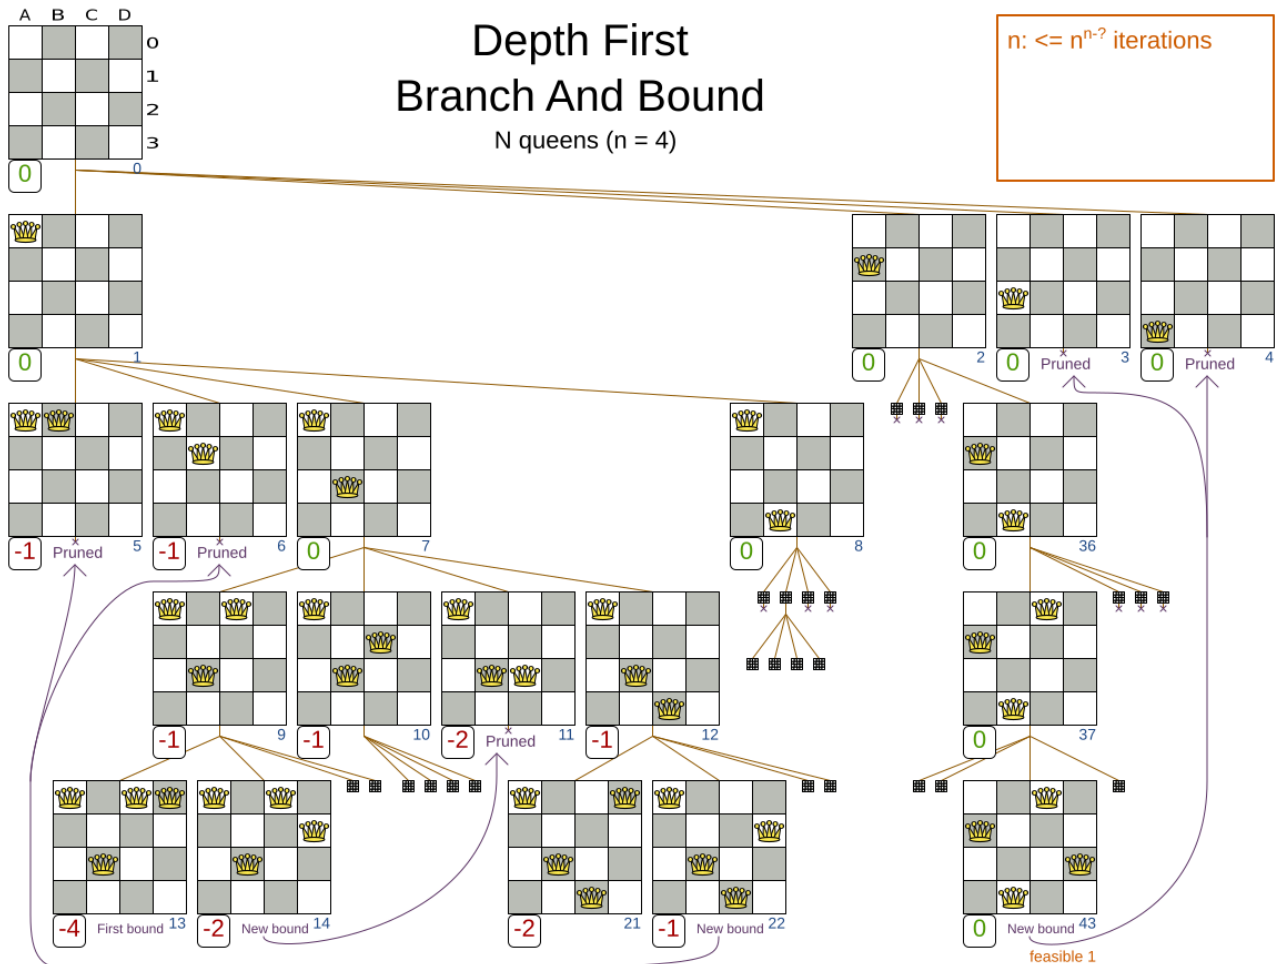 A B C D
Depth First
Branch And Bound
N queens (n = 4)
n: <= n^n-? iterations
0
1
2
3
0 0
0 1
0 2
0 Pruned 3
0 Pruned 4
-1 Pruned 5
-1 Pruned 6
0 7
0 8
0 36
-1 9
-1 10
-2 Pruned 11
-1 12
0 37
-4 First bound 13
-2 New bound 14
-2 21
-1 New bound 22
0 New bound 43
feasible 1